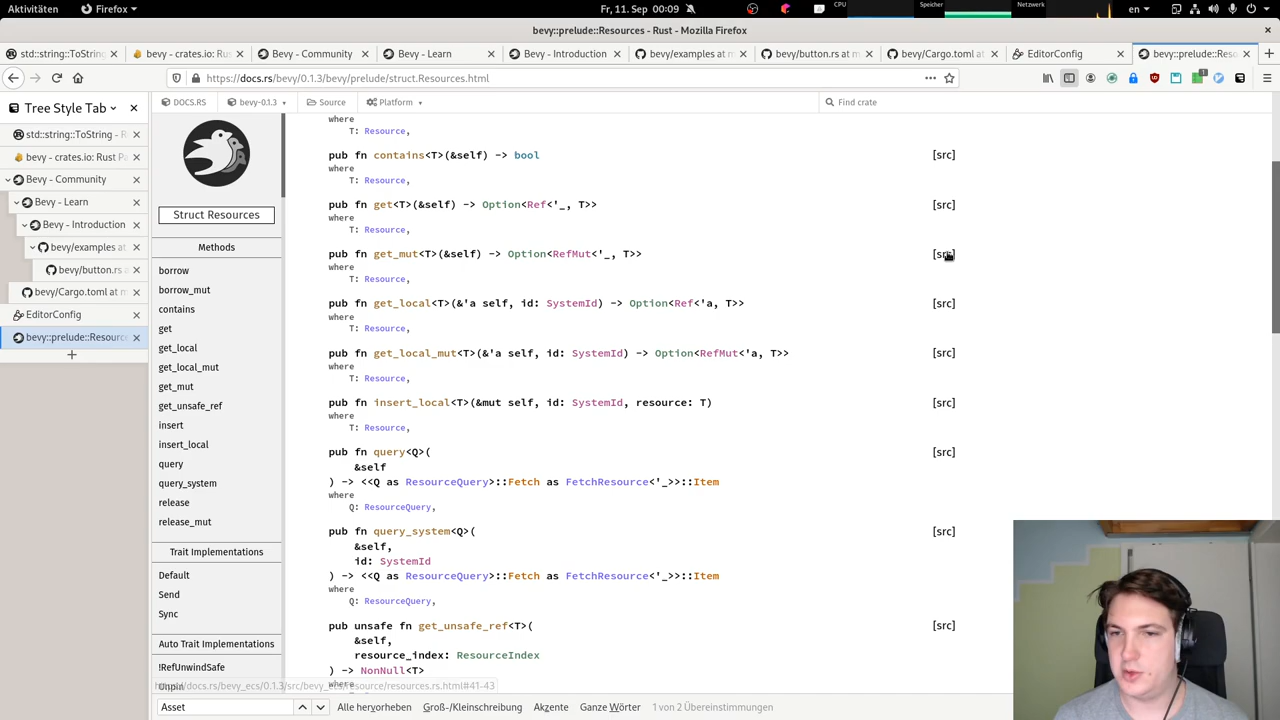 Aktivitäten
Firefox
Fr, 11. Sep 00:09
CPU
Speicher
Netzwerk
en
bevy::prelude::Resources - Rust - Mozilla Firefox
std::string::ToString
bevy — crates.io: Ru
Bevy - Community
Bevy - Learn
Bevy - Introduction
bevy/examples at m
bevy/button.rs at m
bevy/Cargo.toml at
EditorConfig
bevy::prelude::Resc
https://docs.rs/bevy/0.1.3/bevy/prelude/struct.Resources.html
Tree Style Tab
std::string::ToString - R
bevy — crates.io: Rust Pa
Bevy - Community
Bevy - Learn
Bevy - Introduction
bevy/examples at
bevy/button.rs a
bevy/Cargo.toml at m
EditorConfig
bevy::prelude::Resource
DOCS.RS
bevy-0.1.3
Source
Platform
Find crate
Struct Resources
Methods
borrow
borrow_mut
contains
get
get_local
get_local_mut
get_mut
get_unsafe_ref
insert
insert_local
query
query_system
release
release_mut
Trait Implementations
Default
Send
Sync
Auto Trait Implementations
!RefUnwindSafe
Unpin
where
T: Resource,
pub fn contains<T>(&self) -> bool [src]
where
T: Resource,
pub fn get<T>(&self) -> Option<Ref<'_, T>> [src]
where
T: Resource,
pub fn get_mut<T>(&self) -> Option<RefMut<'_, T>> [src]
where
T: Resource,
pub fn get_local<T>(&'a self, id: SystemId) -> Option<Ref<'a, T>> [src]
where
T: Resource,
pub fn get_local_mut<T>(&'a self, id: SystemId) -> Option<RefMut<'a, T>> [src]
where
T: Resource,
pub fn insert_local<T>(&mut self, id: SystemId, resource: T) [src]
where
T: Resource,
pub fn query<Q>( [src]
&self
) -> <<Q as ResourceQuery>::Fetch as FetchResource<'_>>::Item
where
Q: ResourceQuery,
pub fn query_system<Q>( [src]
&self,
id: SystemId
) -> <<Q as ResourceQuery>::Fetch as FetchResource<'_>>::Item
where
Q: ResourceQuery,
pub unsafe fn get_unsafe_ref<T>( [src]
&self,
resource_index: ResourceIndex
) -> NonNull<T>
where
https://docs.rs/bevy_ecs/0.1.3/src/bevy_ecs/resource/resources.rs.html#41-43
Asset
Alle hervorheben
Groß-/Kleinschreibung
Akzente
Ganze Wörter
1 von 2 Übereinstimmungen